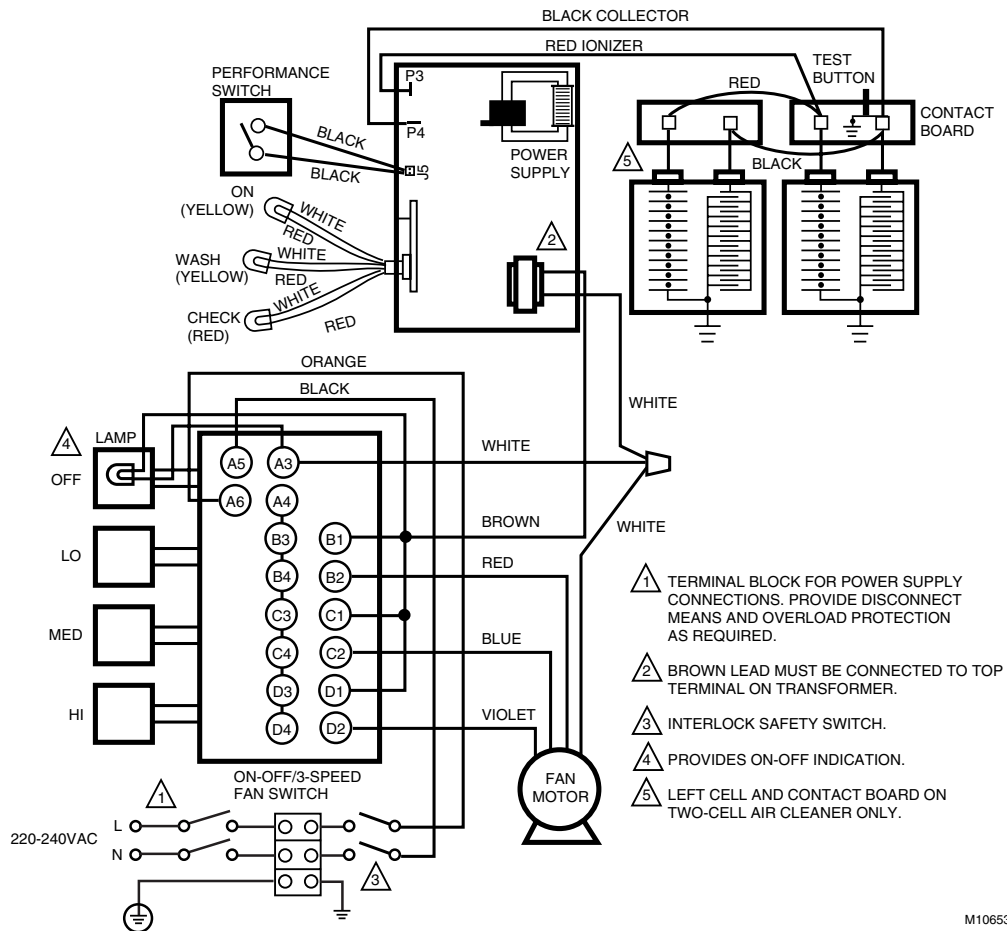 BLACK COLLECTOR
RED IONIZER
PERFORMANCE
SWITCH
P3
P4
J5
BLACK
BLACK
POWER
SUPPLY
RED
TEST
BUTTON
CONTACT
BOARD
BLACK
5
ON
(YELLOW)
WHITE
RED
WASH
(YELLOW)
WHITE
RED
CHECK
(RED)
WHITE
RED
2
ORANGE
BLACK
WHITE
4
LAMP
OFF
LO
MED
HI
A5
A3
A6
A4
B3
B1
B4
B2
C3
C1
C4
C2
D3
D1
D4
D2
WHITE
BROWN
RED
BLUE
VIOLET
WHITE
FAN
MOTOR
ON-OFF/3-SPEED
FAN SWITCH
1
220-240VAC
L
N
3
1 TERMINAL BLOCK FOR POWER SUPPLY
CONNECTIONS. PROVIDE DISCONNECT
MEANS AND OVERLOAD PROTECTION
AS REQUIRED.
2 BROWN LEAD MUST BE CONNECTED TO TOP
TERMINAL ON TRANSFORMER.
3 INTERLOCK SAFETY SWITCH.
4 PROVIDES ON-OFF INDICATION.
5 LEFT CELL AND CONTACT BOARD ON
TWO-CELL AIR CLEANER ONLY.
M10653